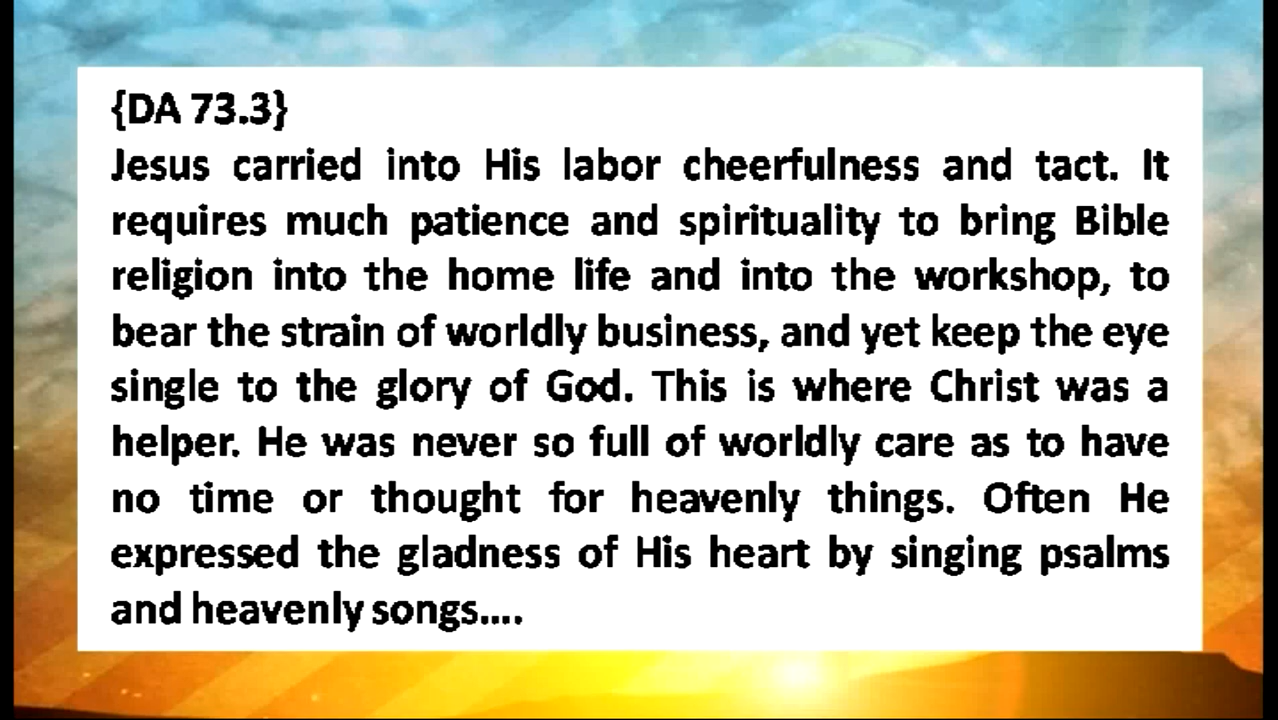 {DA 73.3}
Jesus carried into His labor cheerfulness and tact. It
requires much patience and spirituality to bring Bible
religion into the home life and into the workshop, to
bear the strain of worldly business, and yet keep the eye
single to the glory of God. This is where Christ was a
helper. He was never so full of worldly care as to have
no time or thought for heavenly things. Often He
expressed the gladness of His heart by singing psalms
and heavenly songs....